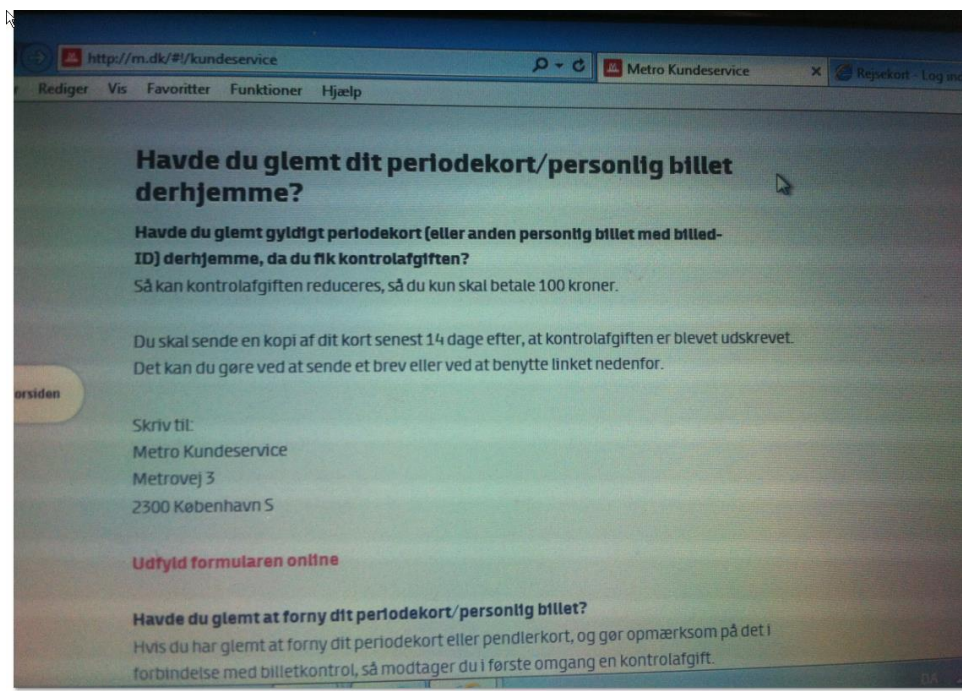 http://m.dk/#!/kundeservice
Metro Kundeservice
Rejsekort - Log ind
Rediger Vis Favoritter Funktioner Hjælp
Havde du glemt dit periodekort/personlig billet
derhjemme?
Havde du glemt gyldigt periodekort (eller anden personlig billet med billed-
ID) derhjemme, da du fik kontrolafgiften?
Så kan kontrolafgiften reduceres, så du kun skal betale 100 kroner.
Du skal sende en kopi af dit kort senest 14 dage efter, at kontrolafgiften er blevet udskrevet.
Det kan du gøre ved at sende et brev eller ved at benytte linket nedenfor.
orsiden
Skriv til:
Metro Kundeservice
Metrovej 3
2300 København S
Udfyld formularen online
Havde du glemt at forny dit periodekort/personlig billet?
Hvis du har glemt at forny dit periodekort eller pendlerkort, og gør opmærksom på det i
forbindelse med billetkontrol, så modtager du i første omgang en kontrolafgift.
DA